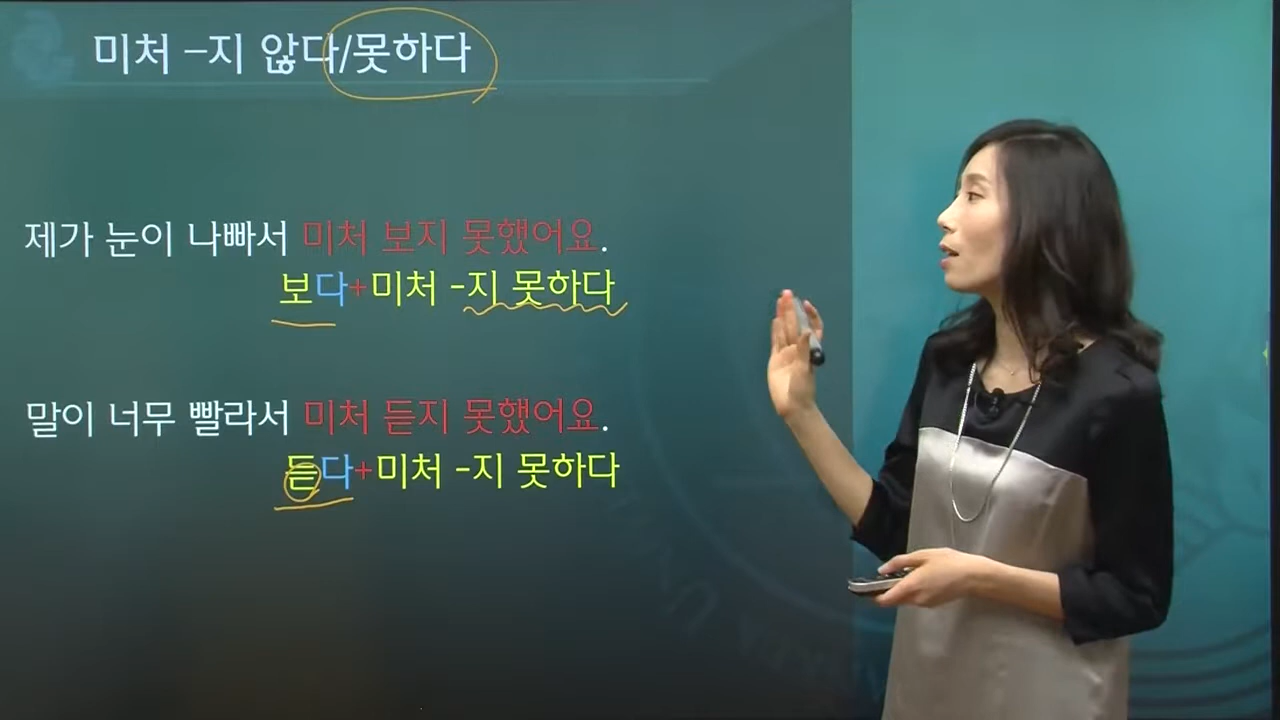 미처 –지 않다/못하다
제가 눈이 나빠서 미처 보지 못했어요.
보다+미처 -지 못하다
말이 너무 빨라서 미처 듣지 못했어요.
듣다+미처 -지 못하다